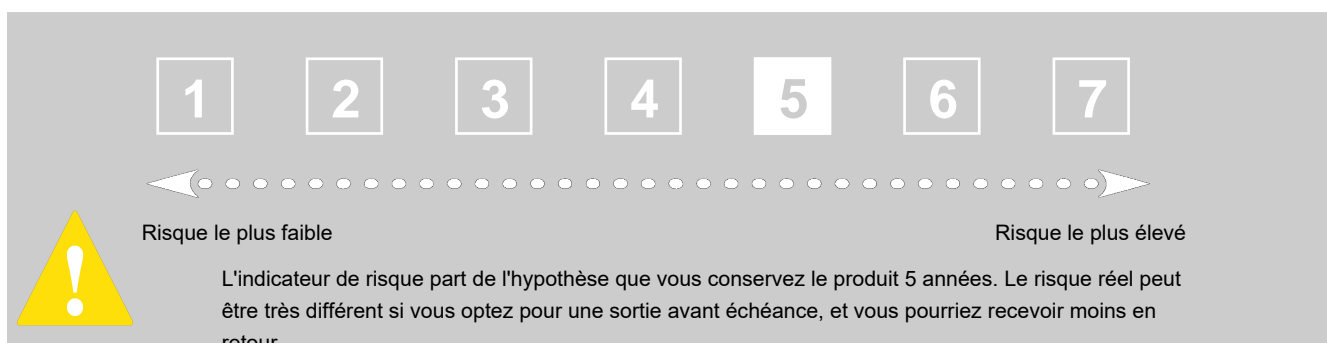 1 2 3 4 5 6 7
Risque le plus faible Risque le plus élevé
!
L'indicateur de risque part de l'hypothèse que vous conservez le produit 5 années. Le risque réel peut
être très différent si vous optez pour une sortie avant échéance, et vous pourriez recevoir moins en
retour.